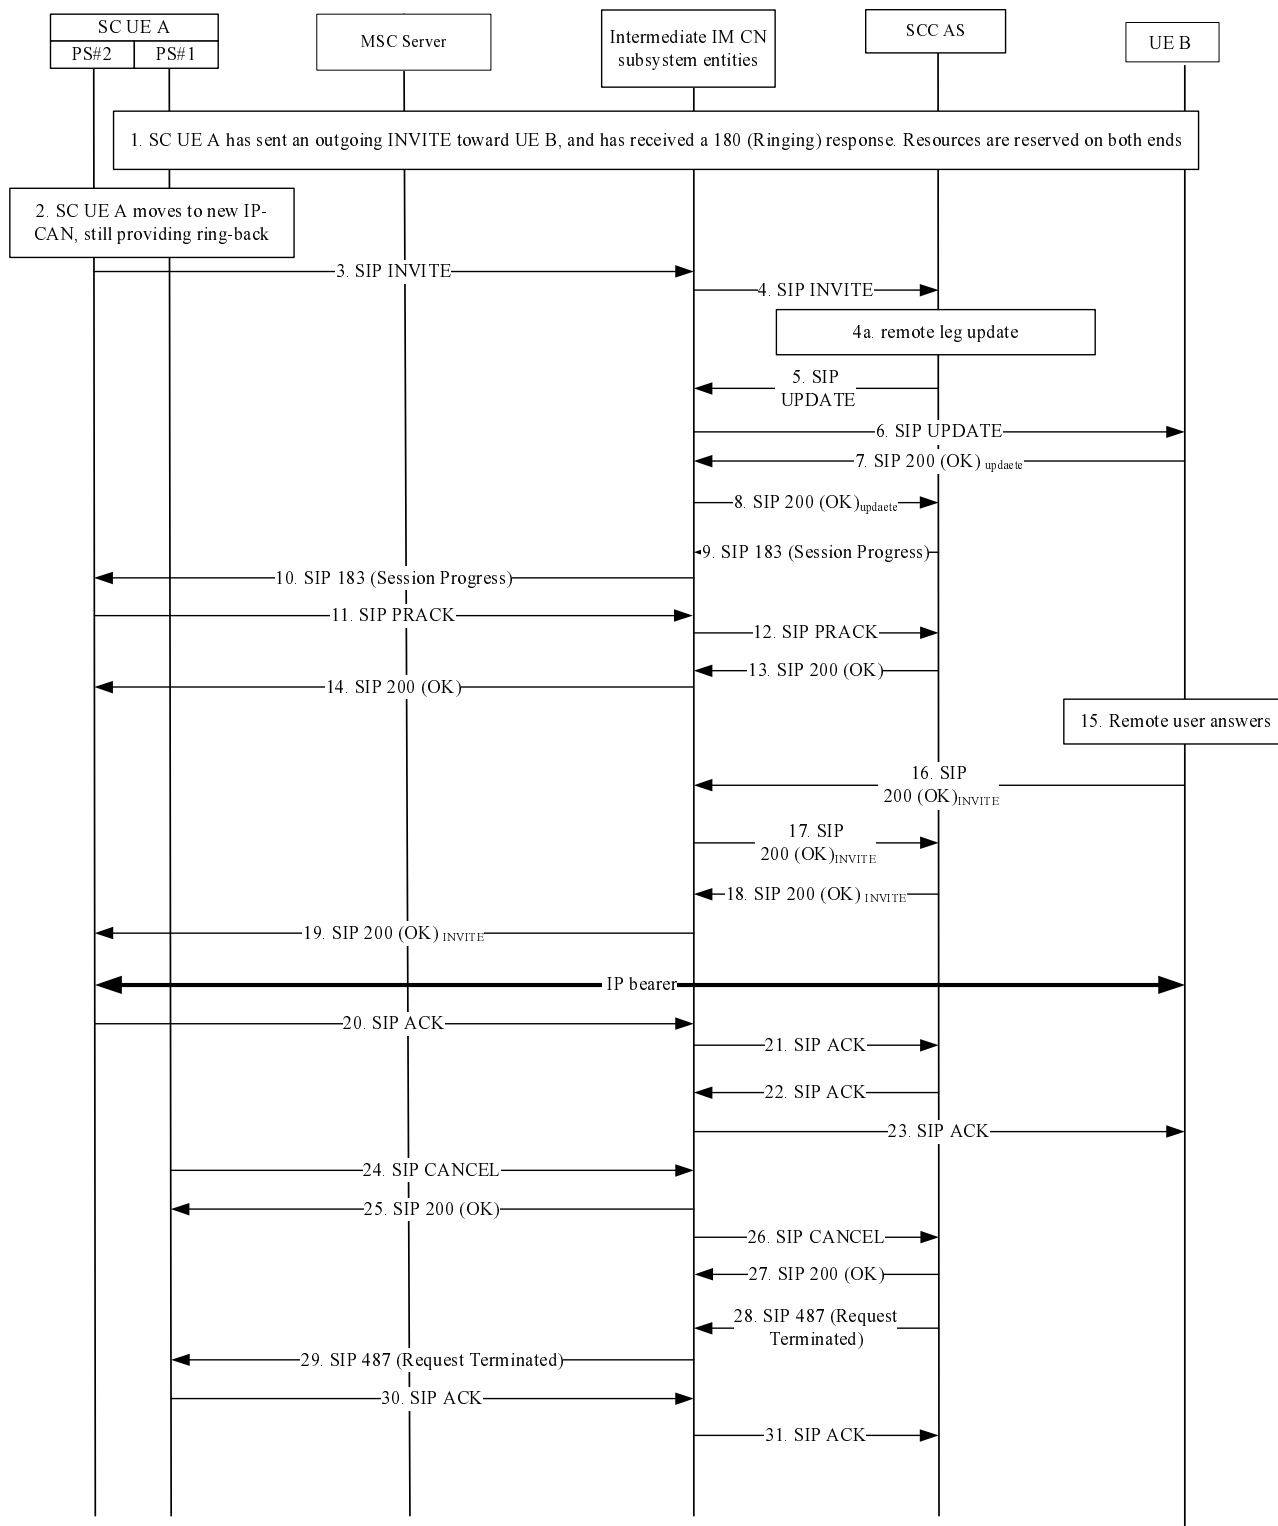 SC UE A
PS#2
PS#1
MSC Server
Intermediate IM CN
subsystem entities
SCC AS
UE B
1. SC UE A has sent an outgoing INVITE toward UE B, and has received a 180 (Ringing) response. Resources are reserved on both ends
2. SC UE A moves to new IP-
CAN, still providing ring-back
3. SIP INVITE
4. SIP INVITE
4a. remote leg update
5. SIP
UPDATE
6. SIP UPDATE
7. SIP 200 (OK) updaete
8. SIP 200 (OK)updaete
9. SIP 183 (Session Progress)
10. SIP 183 (Session Progress)
11. SIP PRACK
12. SIP PRACK
13. SIP 200 (OK)
14. SIP 200 (OK)
15. Remote user answers
16. SIP
200 (OK)INVITE
17. SIP
200 (OK)INVITE
18. SIP 200 (OK) INVITE
19. SIP 200 (OK) INVITE
IP bearer
20. SIP ACK
21. SIP ACK
22. SIP ACK
23. SIP ACK
24. SIP CANCEL
25. SIP 200 (OK)
26. SIP CANCEL
27. SIP 200 (OK)
28. SIP 487 (Request
Terminated)
29. SIP 487 (Request Terminated)
30. SIP ACK
31. SIP ACK